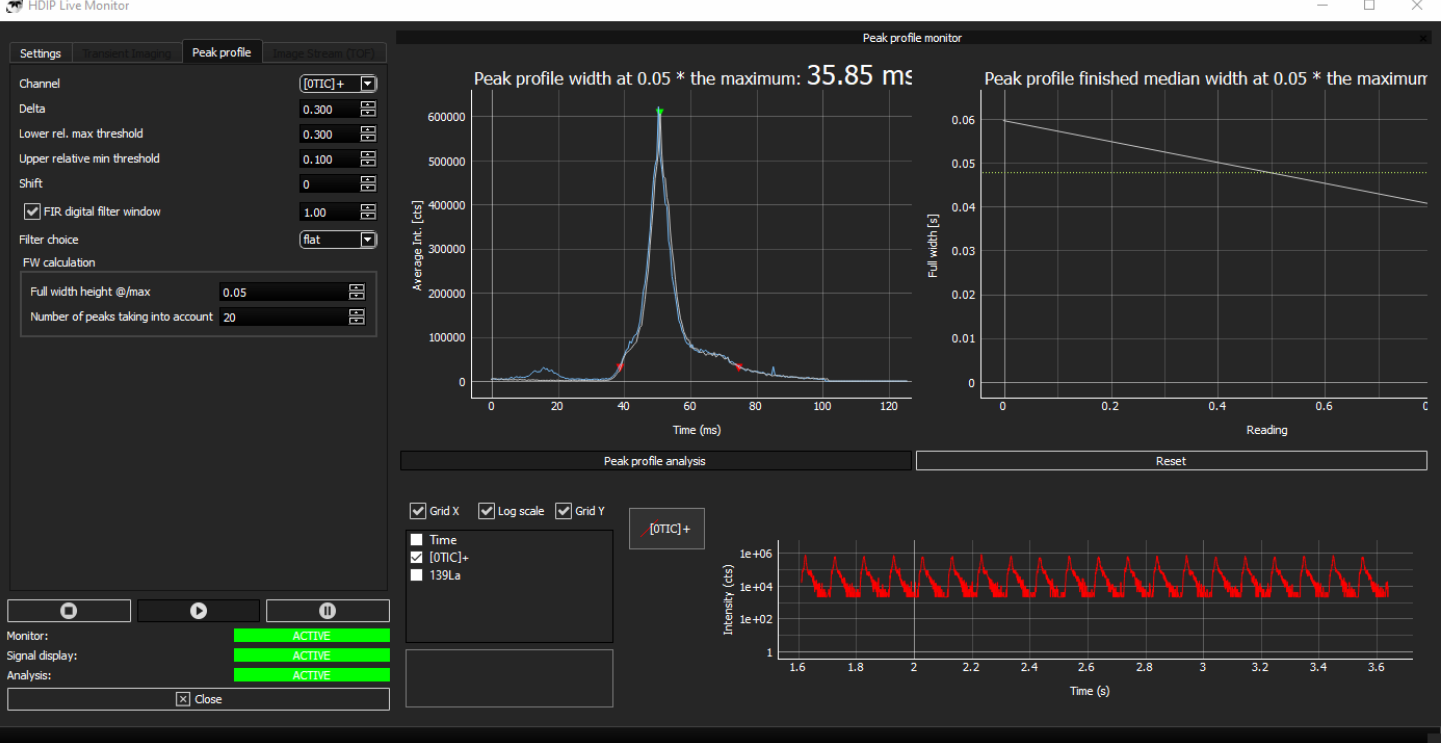 HDIP Live Monitor
Settings Transient Imaging Peak profile Image Stream (TOF)
Channel [0TIC]+
Delta 0.300
Lower rel. max threshold 0.300
Upper relative min threshold 0.100
Shift 0
FIR digital filter window 1.00
Filter choice flat
FW calculation
Full width height @/max 0.05
Number of peaks taking into account 20
Monitor: ACTIVE
Signal display: ACTIVE
Analysis: ACTIVE
Close
Peak profile monitor
Peak profile width at 0.05 * the maximum: 35.85 ms
600000
500000
400000
300000
200000
100000
0
Average Int. [cts]
0 20 40 60 80 100 120
Time (ms)
Peak profile finished median width at 0.05 * the maximum
0.06
0.05
0.04
0.03
0.02
0.01
0
Full width [s]
0 0.2 0.4 0.6 0
Reading
Peak profile analysis
Reset
Grid X Log scale Grid Y
Time
[0TIC]+
139La
[0TIC]+
1e+06
1e+04
1e+02
1
Intensity (cts)
1.6 1.8 2 2.2 2.4 2.6 2.8 3 3.2 3.4 3.6
Time (s)